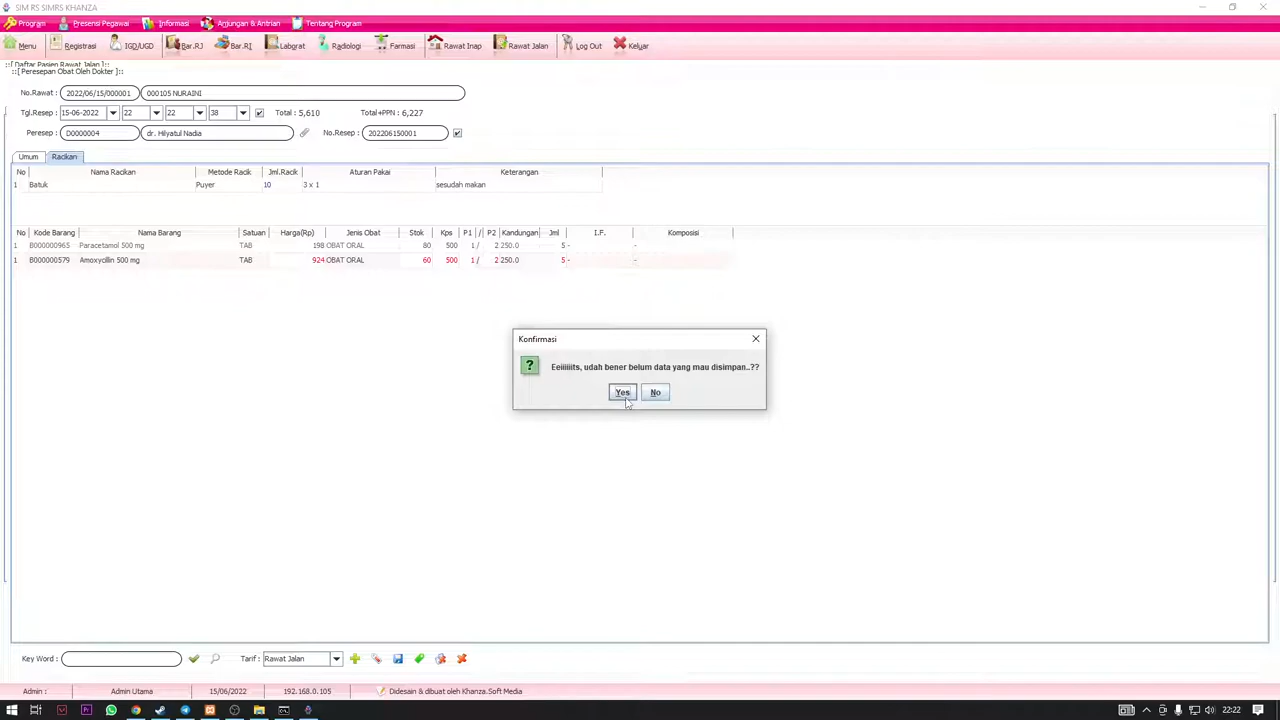 SIM RS SIMRS KHANZA
Program Presensi Pegawai Informasi Anjungan & Antrian Tentang Program
Menu Registrasi IGD/UGD Bar.RJ Bar.RI Laborat Radiologi Farmasi Rawat Inap Rawat Jalan Log Out Keluar
::[ Daftar Pasien Rawat Jalan ]::
::[ Peresepan Obat Oleh Dokter ]::
No.Rawat : 2022/06/15/000001 000105 NURAINI
Tgl.Resep : 15-06-2022 22 22 38 Total : 5,610 Total+PPN : 6,227
Peresep : D0000004 dr. Hilyatul Nadia No.Resep : 202206150001
Umum Racikan
No Nama Racikan Metode Racik Jml.Racik Aturan Pakai Keterangan
1 Batuk Puyer 10 3 x 1 sesudah makan
No Kode Barang Nama Barang Satuan Harga(Rp) Jenis Obat Stok Kps P1 / P2 Kandungan Jml I.F. Komposisi
1 B000000965 Paracetamol 500 mg TAB 198 OBAT ORAL 80 500 1 / 2 250.0 5 - -
1 B000000579 Amoxycillin 500 mg TAB 924 OBAT ORAL 60 500 1 / 2 250.0 5 - -
Konfirmasi
Eeiiiiiits, udah bener belum data yang mau disimpan..??
Yes No
Key Word : Tarif : Rawat Jalan
Admin : Admin Utama 15/06/2022 192.168.0.105 Didesain & dibuat oleh Khanza.Soft Media
22:22